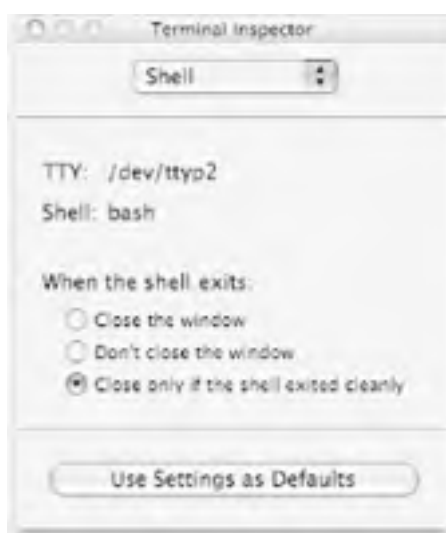 Terminal Inspector
Shell
TTY: /dev/ttyp2
Shell: bash
When the shell exits:
Close the window
Don't close the window
Close only if the shell exited cleanly
Use Settings as Defaults